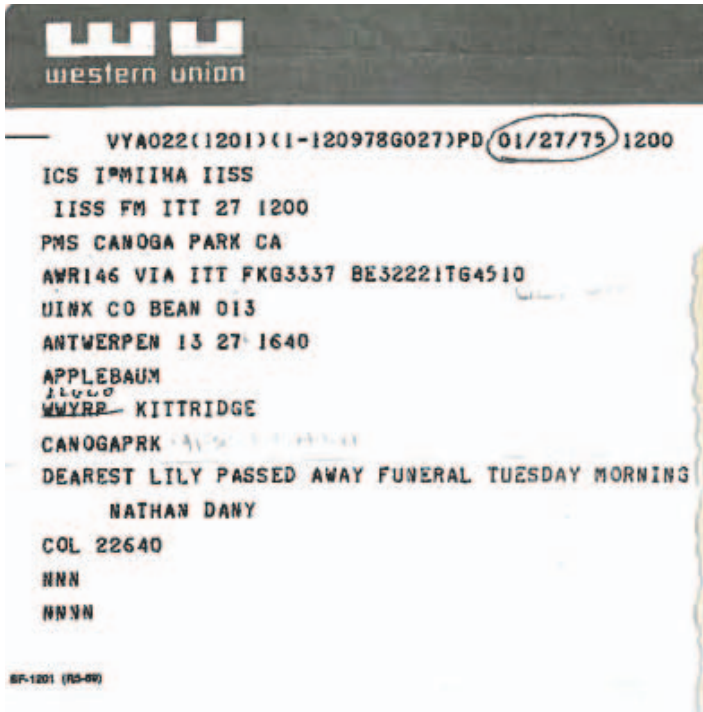 western union
VYA022(1201)(1-120978G027)PD 01/27/75 1200
ICS IPMIIHA IISS
IISS FM ITT 27 1200
PMS CANOGA PARK CA
AWR146 VIA ITT FKG3337 BE32221TG4510
UINX CO BEAN 013
ANTWERPEN 13 27 1640
APPLEBAUM
WWYRP KITTRIDGE
CANOGAPRK
DEAREST LILY PASSED AWAY FUNERAL TUESDAY MORNING
NATHAN DANY
COL 22640
NNN
NNNN
SF-1201 (R5-69)